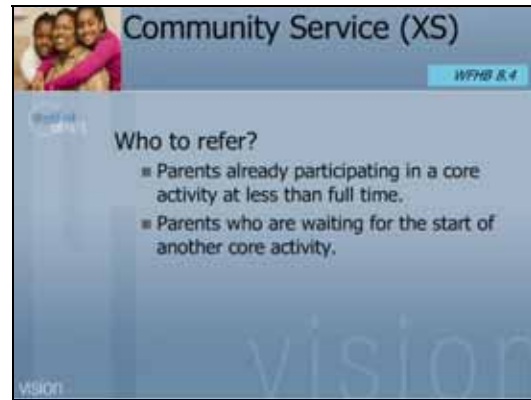 Community Service (XS)
WFHB 8.4
Who to refer?
■ Parents already participating in a core
activity at less than full time.
■ Parents who are waiting for the start of
another core activity.
vision
vision